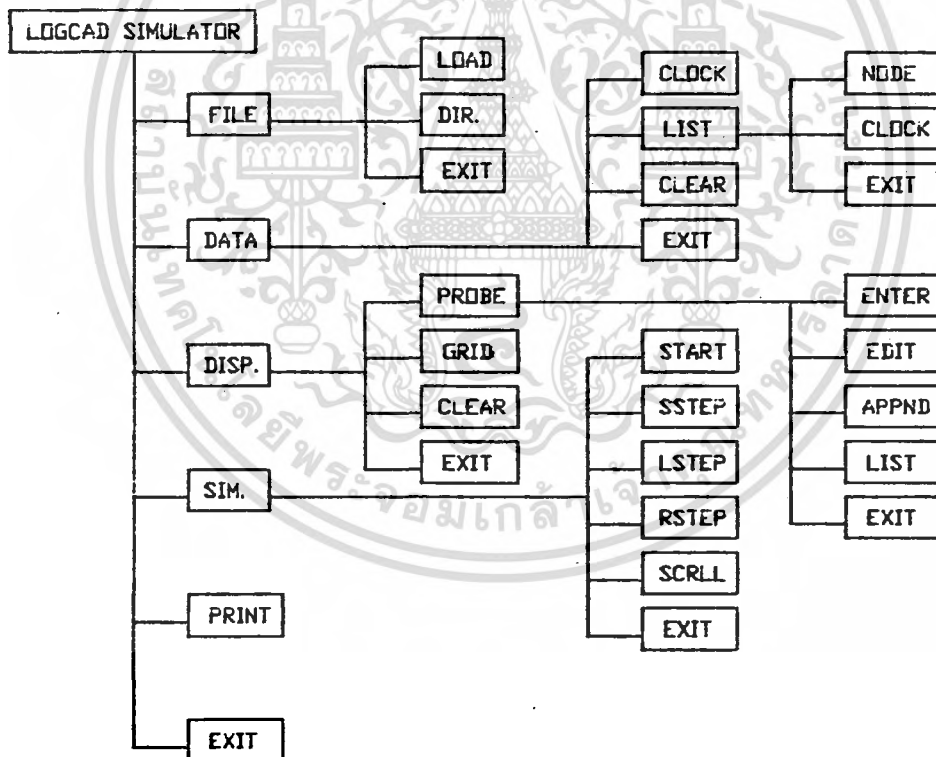 LOGCAD SIMULATOR
FILE
LOAD
DIR.
EXIT
DATA
CLOCK
LIST
CLEAR
EXIT
NODE
CLOCK
EXIT
DISP.
PROBE
GRID
CLEAR
EXIT
ENTER
EDIT
APPND
LIST
EXIT
SIM.
START
SSTEP
LSTEP
RSTEP
SCRLL
EXIT
PRINT
EXIT